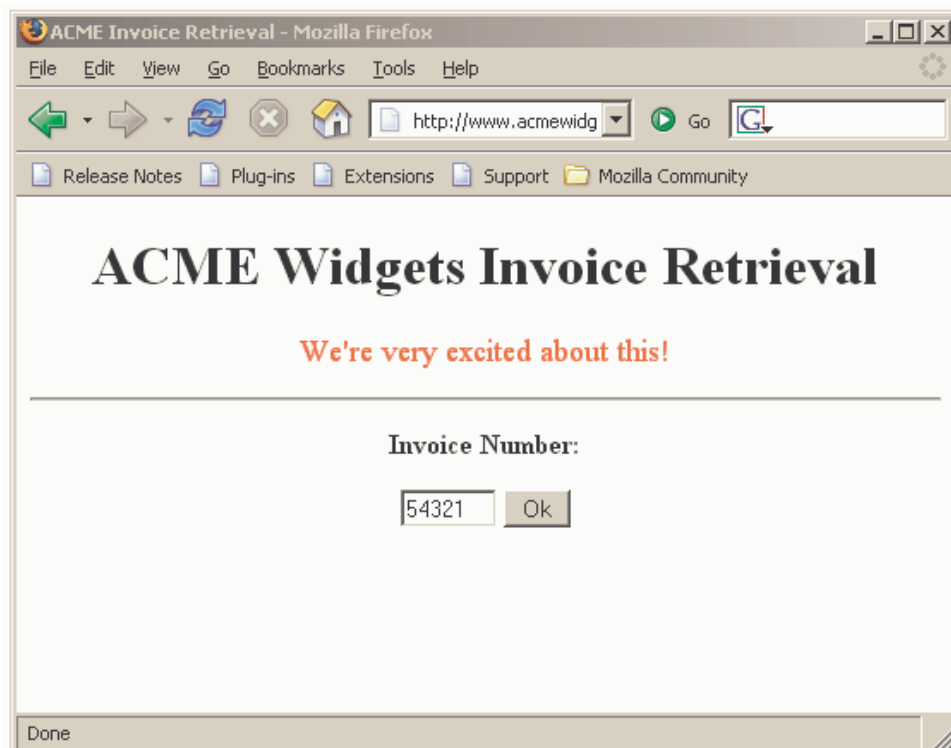 ACME Invoice Retrieval - Mozilla Firefox
File Edit View Go Bookmarks Tools Help
http://www.acmewidg Go G
Release Notes Plug-ins Extensions Support Mozilla Community
ACME Widgets Invoice Retrieval
We're very excited about this!
Invoice Number:
54321 Ok
Done